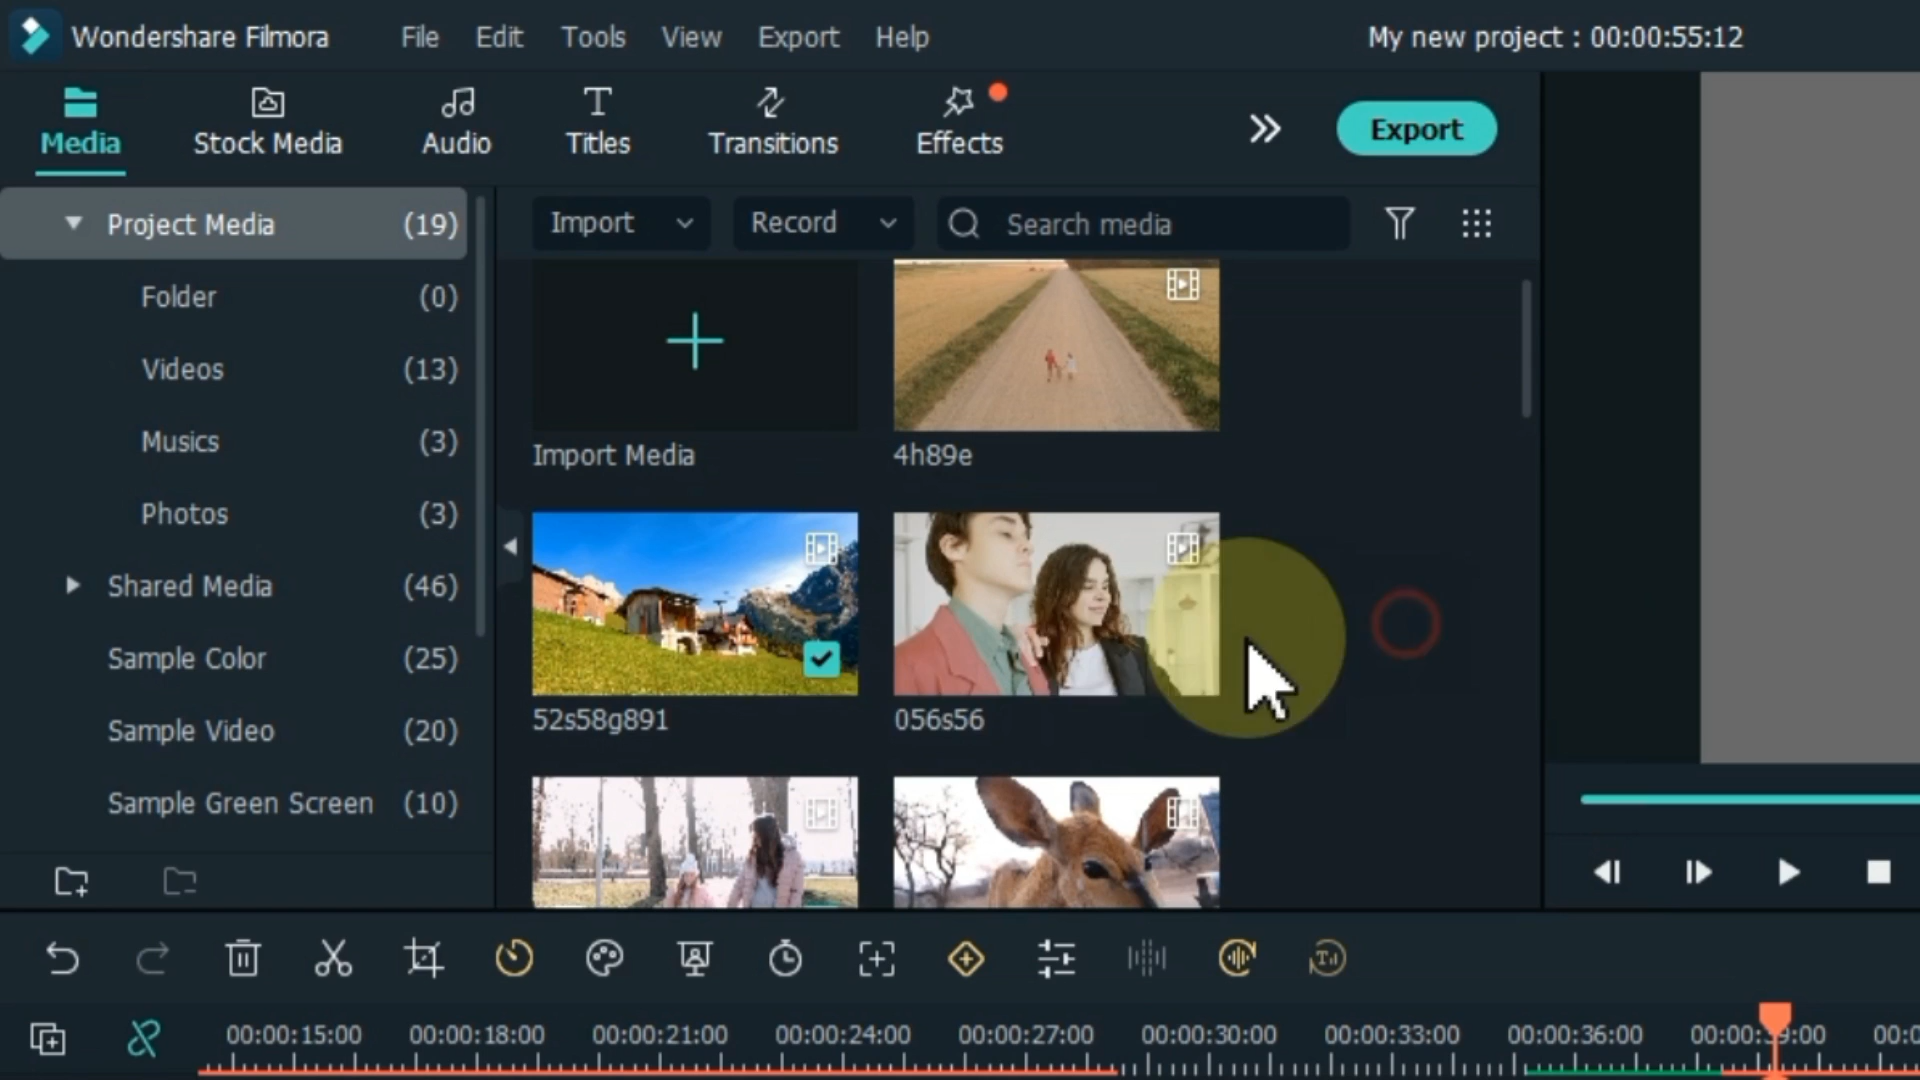 Wondershare Filmora File Edit Tools View Export Help My new project : 00:00:55:12
Media Stock Media Audio Titles Transitions Effects Export
Project Media (19) Import Record Search media
Folder (0)
Videos (13)
Musics (3)
Photos (3)
Shared Media (46)
Sample Color (25)
Sample Video (20)
Sample Green Screen (10)
Import Media 4h89e
52s58g891 056s56
00:00:15:00 00:00:18:00 00:00:21:00 00:00:24:00 00:00:27:00 00:00:30:00 00:00:33:00 00:00:36:00